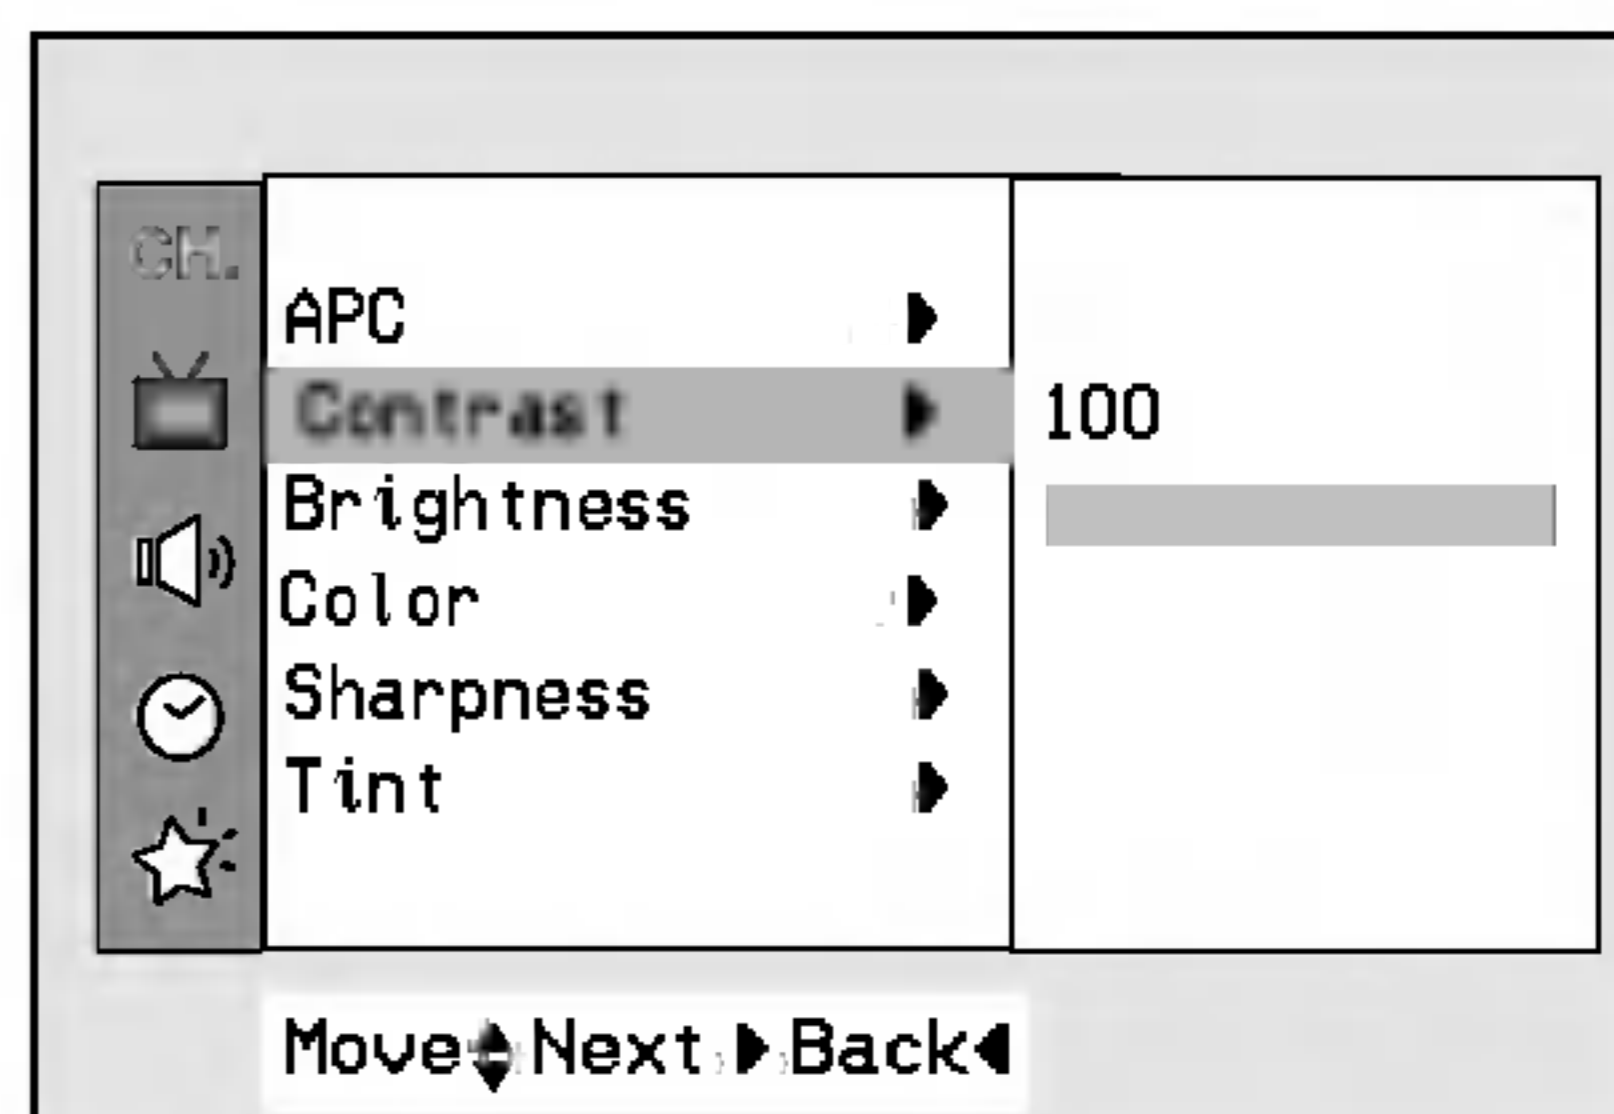 CH.
APC
Contrast 100
Brightness
Color
Sharpness
Tint
Move Next Back